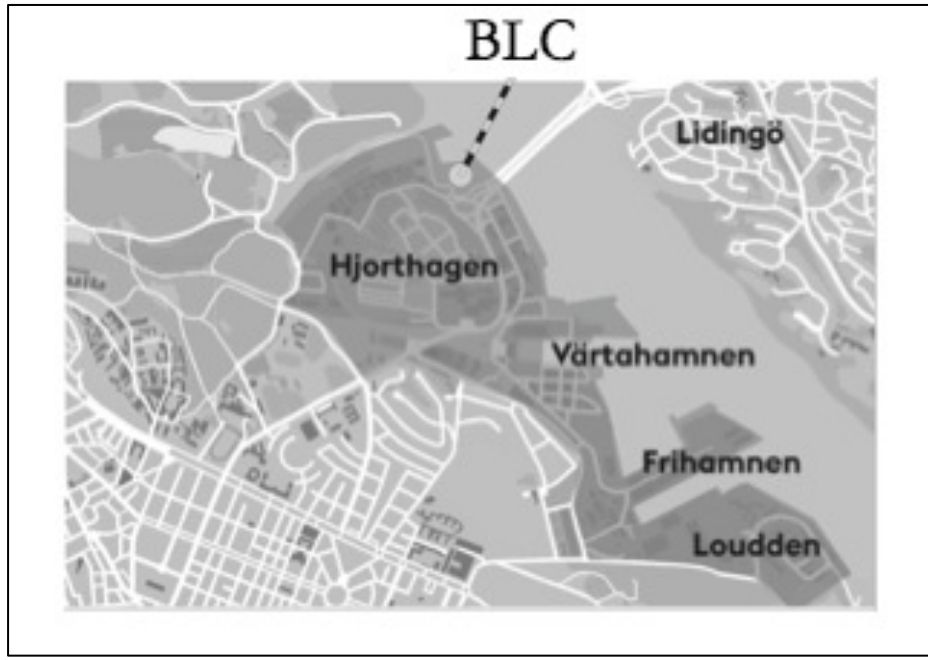 BLC
Lidingö
Hjorthagen
Värtahamnen
Frihamnen
Loudden